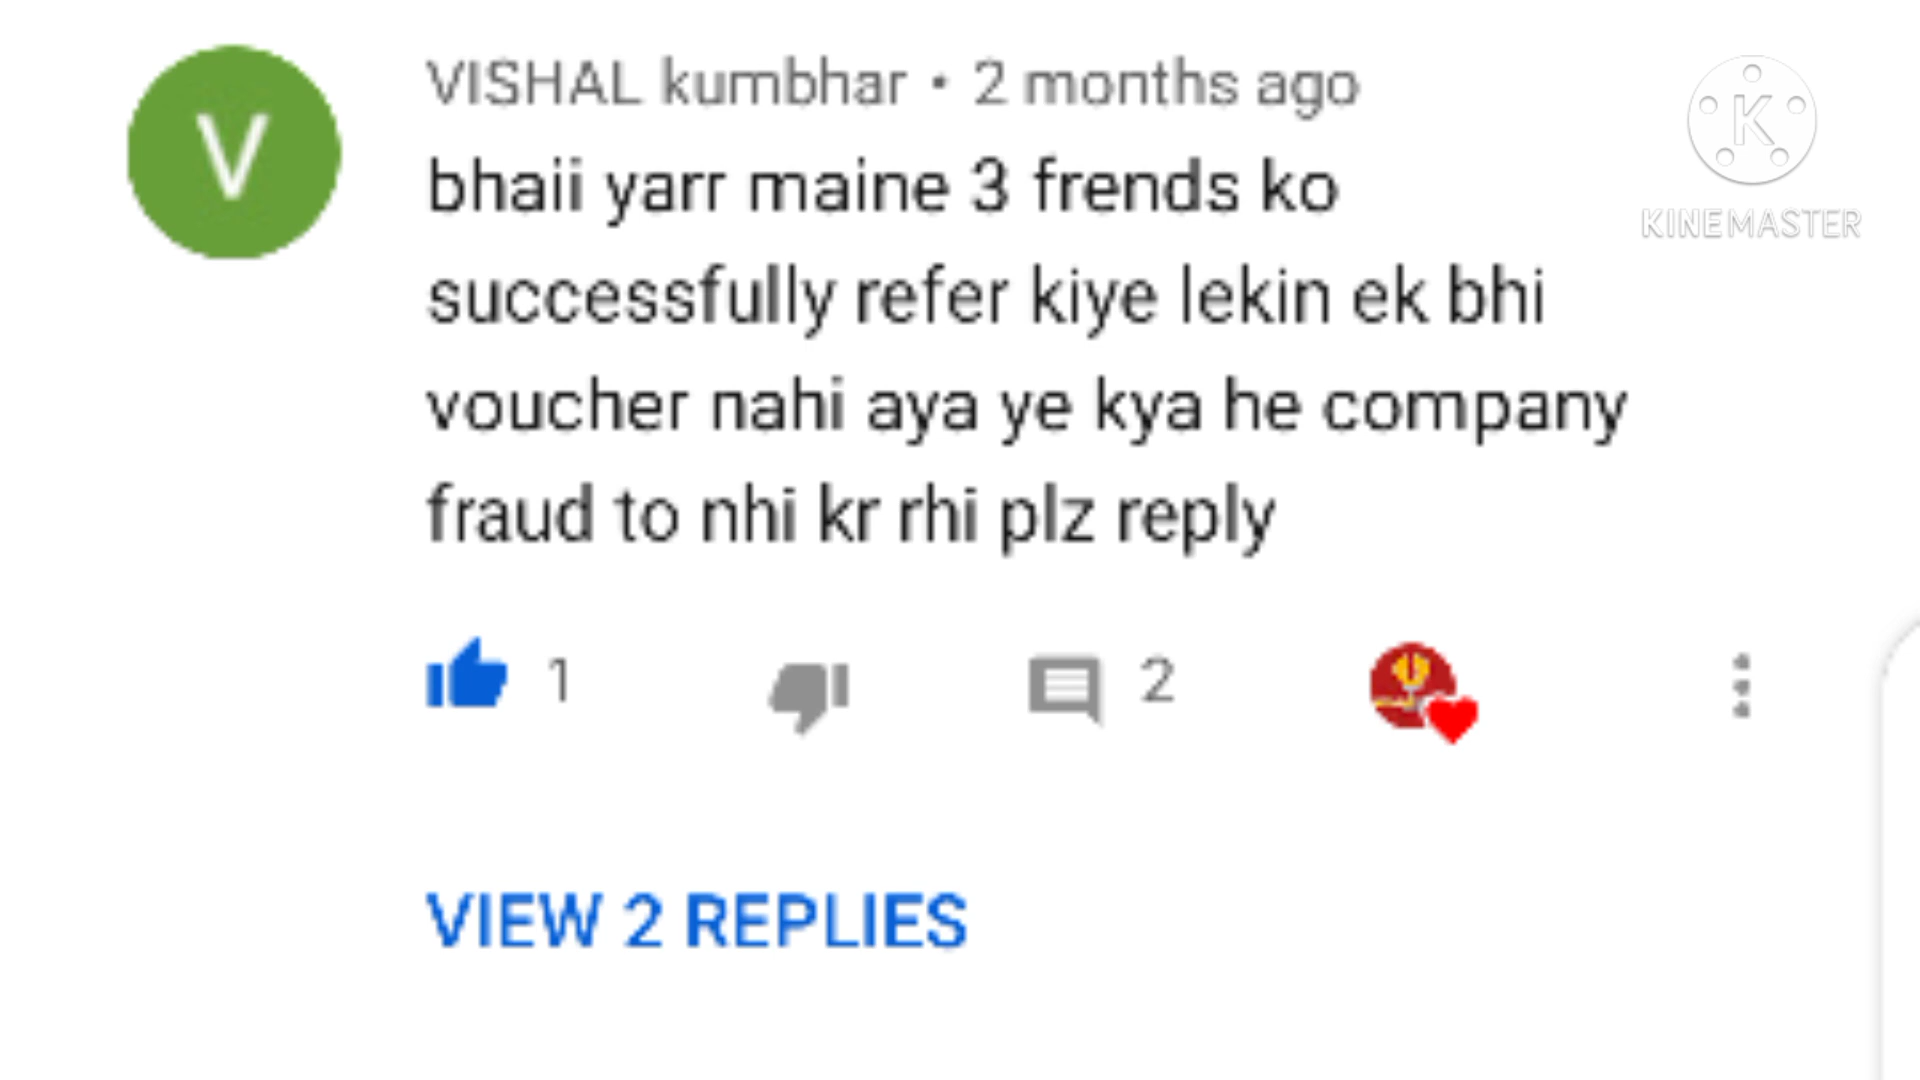 VISHAL kumbhar • 2 months ago
bhaii yarr maine 3 frends ko
successfully refer kiye lekin ek bhi
voucher nahi aya ye kya he company
fraud to nhi kr rhi plz reply
1 2
VIEW 2 REPLIES
V
K
KINEMASTER